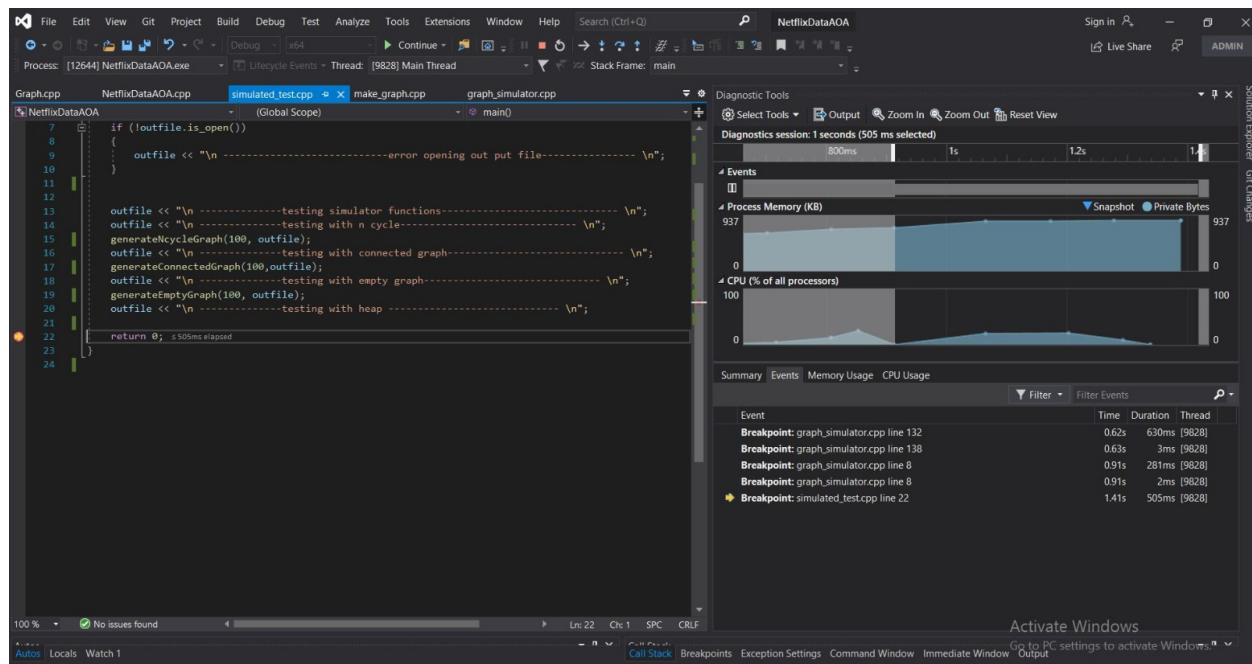 File Edit View Git Project Build Debug Test Analyze Tools Extensions Window Help Search (Ctrl+Q) NetflixDataAOA Sign in
Debug x64 Continue Live Share ADMIN
Process: [12644] NetflixDataAOA.exe Lifecycle Events Thread: [9828] Main Thread Stack Frame: main
Graph.cpp NetflixDataAOA.cpp simulated_test.cpp make_graph.cpp graph_simulator.cpp
NetflixDataAOA (Global Scope) main()
7 if (!outfile.is_open())
8 {
9 outfile << "\n --------------------------------error opening out put file---------------- \n";
10 }
11
12
13 outfile << "\n --------------testing simulator functions------------------------------ \n";
14 outfile << "\n --------------testing with n cycle------------------------------ \n";
15 generateNcycleGraph(100, outfile);
16 outfile << "\n --------------testing with connected graph------------------------------ \n";
17 generateConnectedGraph(100,outfile);
18 outfile << "\n --------------testing with empty graph------------------------------ \n";
19 generateEmptyGraph(100, outfile);
20 outfile << "\n --------------testing with heap ------------------------------ \n";
21
22 return 0; ≤ 505ms elapsed
23 }
24
100 % No issues found Ln: 22 Ch: 1 SPC CRLF
Diagnostic Tools
Select Tools Output Zoom In Zoom Out Reset View
Diagnostics session: 1 seconds (505 ms selected)
800ms 1s 1.2s
Events
Process Memory (KB) Snapshot Private Bytes
937 937
0 0
CPU (% of all processors)
100 100
0 0
Summary Events Memory Usage CPU Usage
Filter Filter Events
Event Time Duration Thread
Breakpoint: graph_simulator.cpp line 132 0.62s 630ms [9828]
Breakpoint: graph_simulator.cpp line 138 0.63s 3ms [9828]
Breakpoint: graph_simulator.cpp line 8 0.91s 281ms [9828]
Breakpoint: graph_simulator.cpp line 8 0.91s 2ms [9828]
Breakpoint: simulated_test.cpp line 22 1.41s 505ms [9828]
Solution Explorer Git Changes
Activate Windows
Go to PC settings to activate Windows.
Autos Call Stack
Autos Locals Watch 1 Call Stack Breakpoints Exception Settings Command Window Immediate Window Output